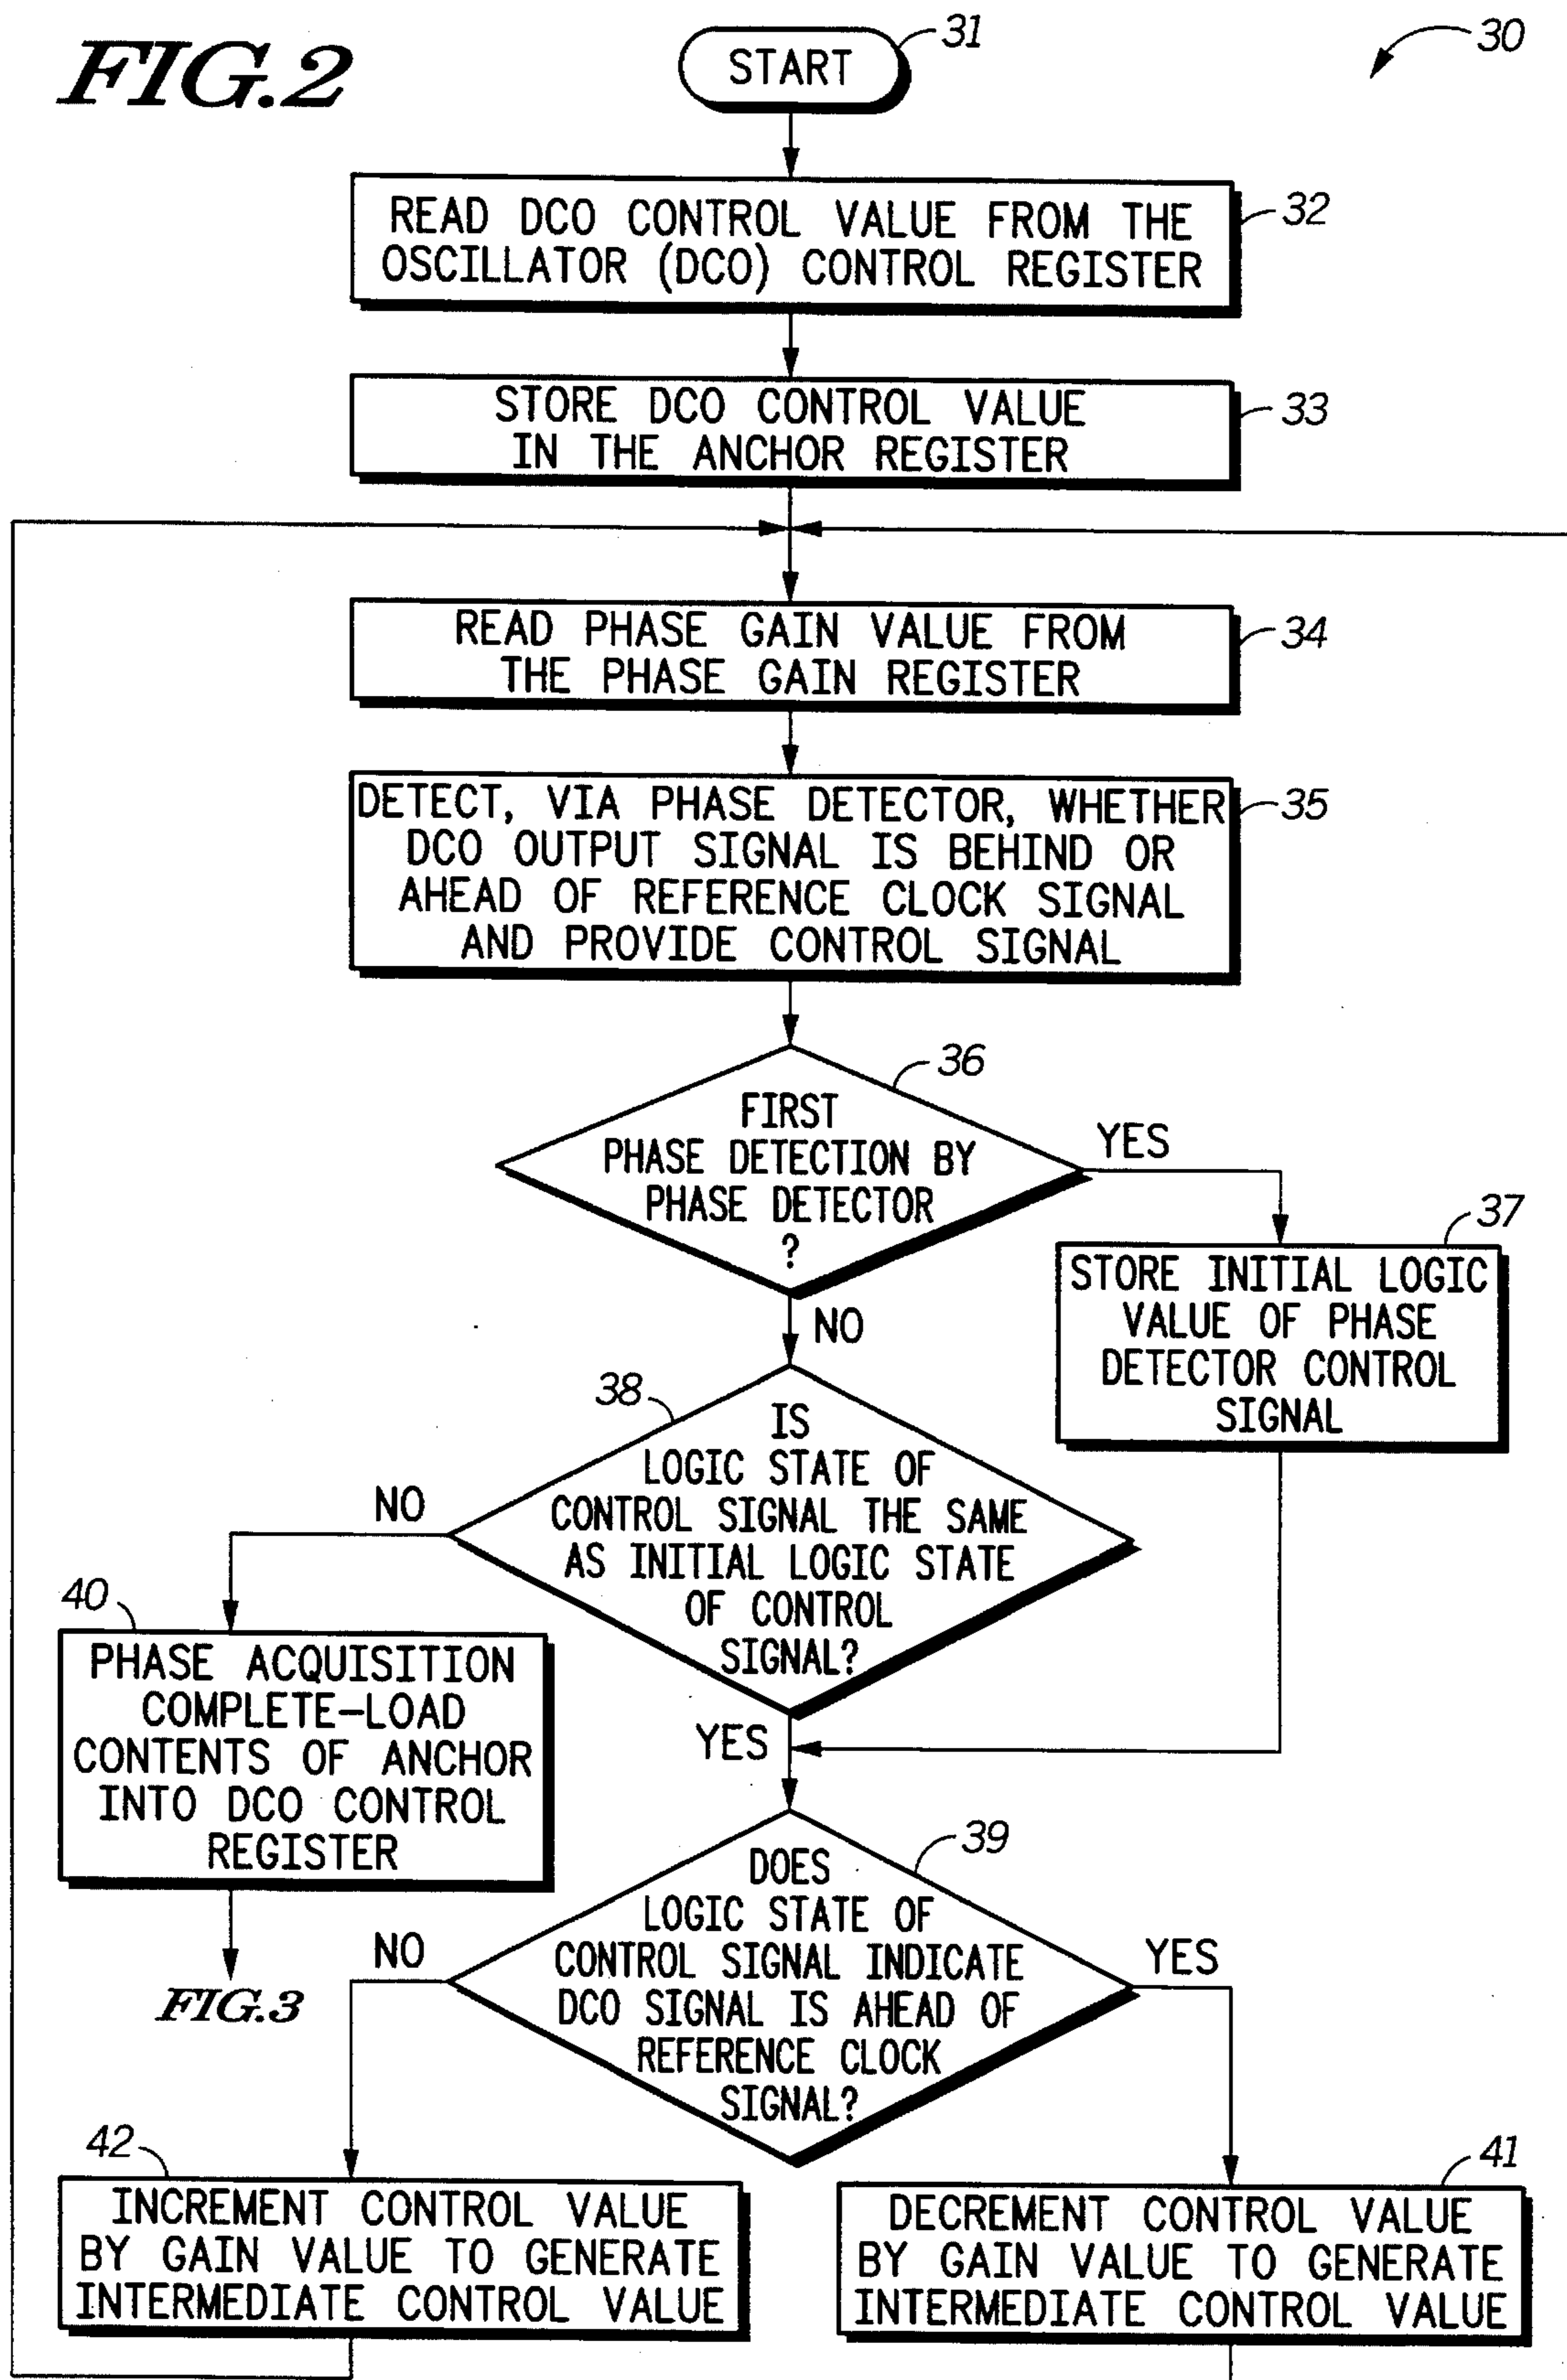 FIG.2
START
31
30
READ DCO CONTROL VALUE FROM THE
OSCILLATOR (DCO) CONTROL REGISTER
32
STORE DCO CONTROL VALUE
IN THE ANCHOR REGISTER
33
READ PHASE GAIN VALUE FROM
THE PHASE GAIN REGISTER
34
DETECT, VIA PHASE DETECTOR, WHETHER
DCO OUTPUT SIGNAL IS BEHIND OR
AHEAD OF REFERENCE CLOCK SIGNAL
AND PROVIDE CONTROL SIGNAL
35
36
FIRST
PHASE DETECTION BY
PHASE DETECTOR
?
YES
NO
37
STORE INITIAL LOGIC
VALUE OF PHASE
DETECTOR CONTROL
SIGNAL
38
IS
LOGIC STATE OF
CONTROL SIGNAL THE SAME
AS INITIAL LOGIC STATE
OF CONTROL
SIGNAL?
NO
YES
40
PHASE ACQUISITION
COMPLETE-LOAD
CONTENTS OF ANCHOR
INTO DCO CONTROL
REGISTER
FIG.3
39
DOES
LOGIC STATE OF
CONTROL SIGNAL INDICATE
DCO SIGNAL IS AHEAD OF
REFERENCE CLOCK
SIGNAL?
NO
YES
42
INCREMENT CONTROL VALUE
BY GAIN VALUE TO GENERATE
INTERMEDIATE CONTROL VALUE
41
DECREMENT CONTROL VALUE
BY GAIN VALUE TO GENERATE
INTERMEDIATE CONTROL VALUE